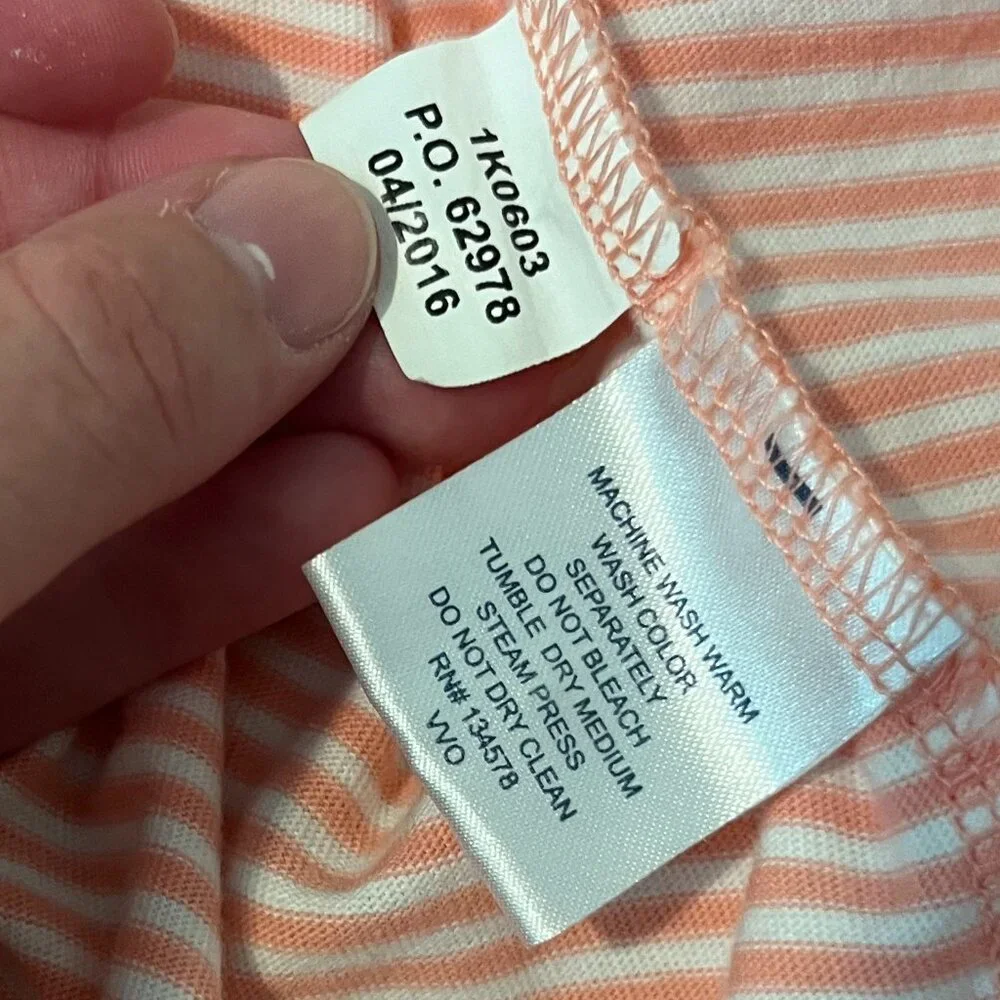 1K0603
P.O. 62978
04/2016
MACHINE WASH WARM
WASH COLOR
SEPARATELY
DO NOT BLEACH
TUMBLE DRY MEDIUM
STEAM PRESS
DO NOT DRY CLEAN
RN# 134578
VVO